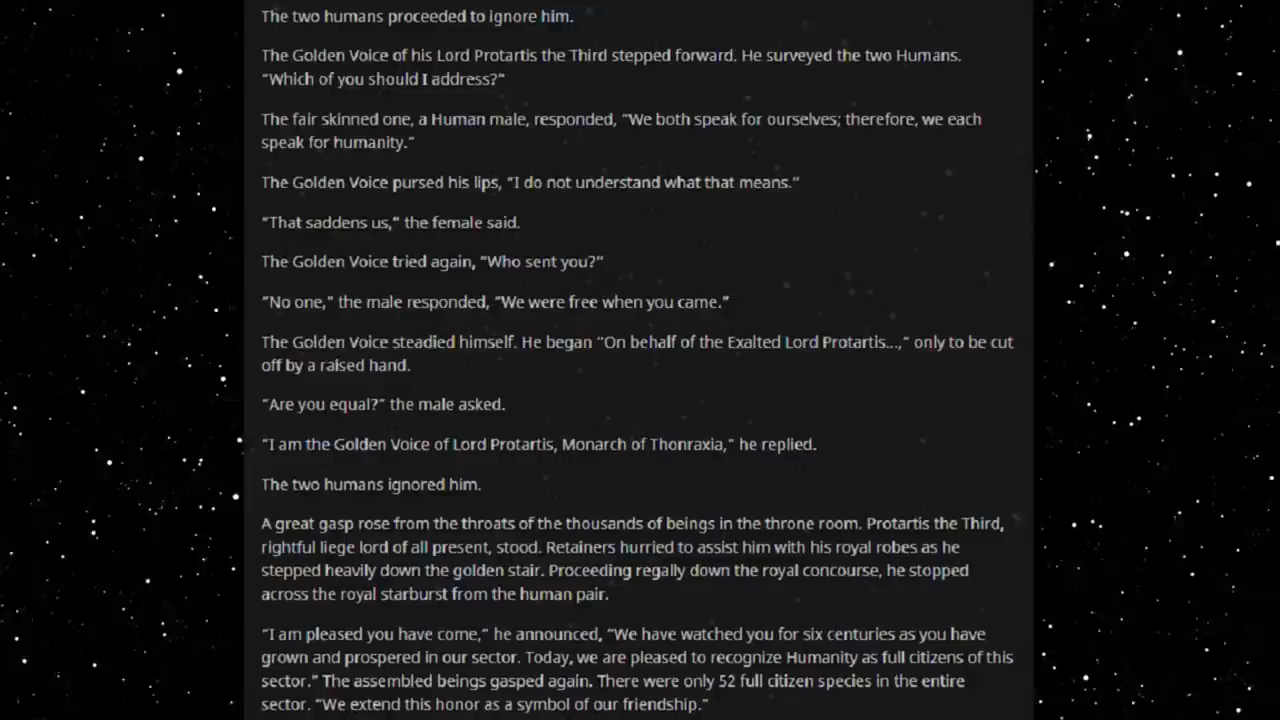 The two humans proceeded to ignore him.
The Golden Voice of his Lord Protartis the Third stepped forward. He surveyed the two Humans.
“Which of you should I address?”
The fair skinned one, a Human male, responded, “We both speak for ourselves; therefore, we each
speak for humanity.”
The Golden Voice pursed his lips, “I do not understand what that means.”
“That saddens us,” the female said.
The Golden Voice tried again, “Who sent you?”
“No one,” the male responded, “We were free when you came.”
The Golden Voice steadied himself. He began “On behalf of the Exalted Lord Protartis...,” only to be cut
off by a raised hand.
“Are you equal?” the male asked.
“I am the Golden Voice of Lord Protartis, Monarch of Thonraxia,” he replied.
The two humans ignored him.
A great gasp rose from the throats of the thousands of beings in the throne room. Protartis the Third,
rightful liege lord of all present, stood. Retainers hurried to assist him with his royal robes as he
stepped heavily down the golden stair. Proceeding regally down the royal concourse, he stopped
across the royal starburst from the human pair.
“I am pleased you have come,” he announced, “We have watched you for six centuries as you have
grown and prospered in our sector. Today, we are pleased to recognize Humanity as full citizens of this
sector.” The assembled beings gasped again. There were only 52 full citizen species in the entire
sector. “We extend this honor as a symbol of our friendship.”